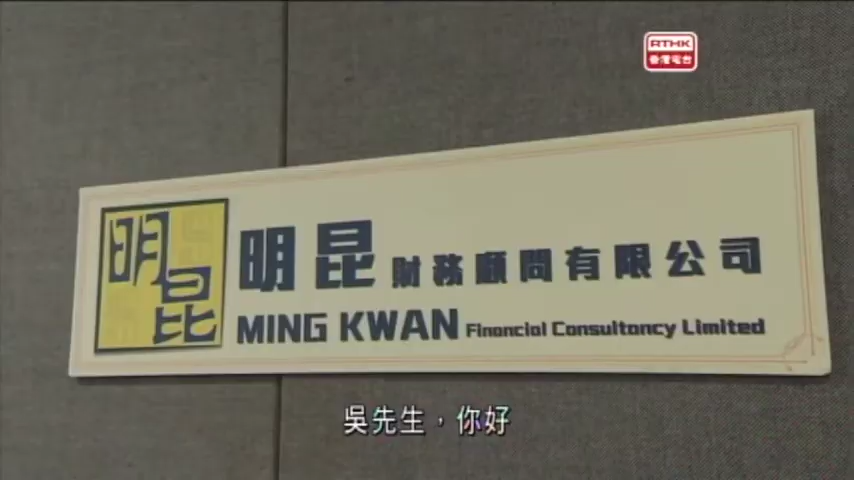 RTHK
香港電台
明昆
明昆財務顧問有限公司
MING KWAN Financial Consultancy Limited
吳先生，你好